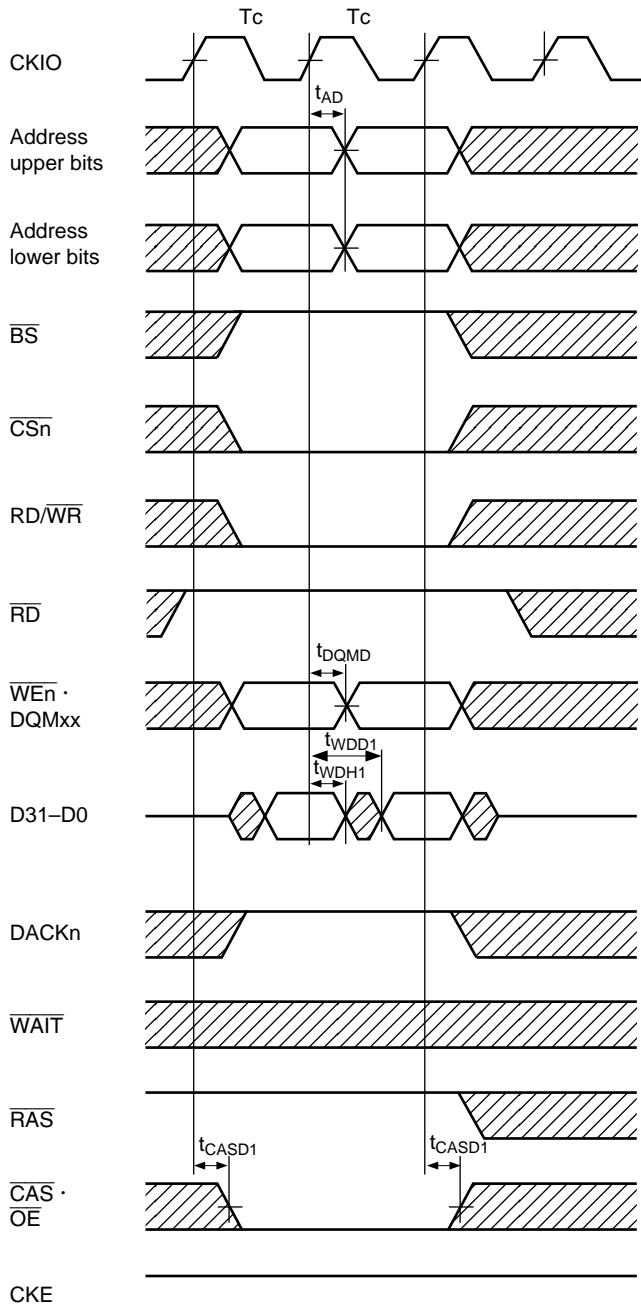 Tc Tc
CKIO
tAD
Address
upper bits
Address
lower bits
BS
CSn
RD/WR
RD
tDQMD
WEn ·
DQMxx
tWDD1
tWDH1
D31–D0
DACKn
WAIT
RAS
tCASD1 tCASD1
CAS ·
OE
CKE